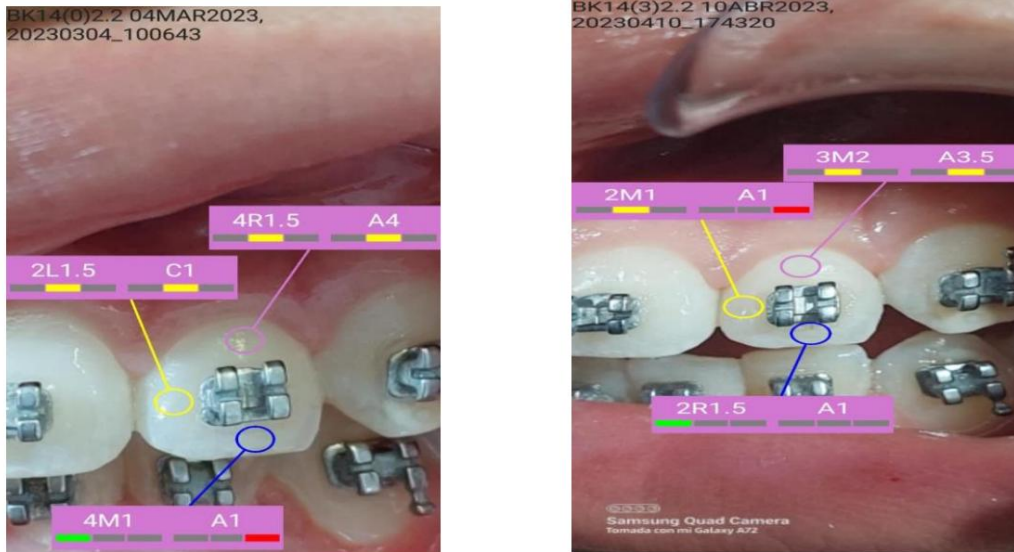 BK14(0)2.2 04MAR2023,
20230304_100643
4R1.5 A4
2L1.5 C1
4M1 A1
BK14(3)2.2 10ABR2023,
20230410_174320
3M2 A3.5
2M1 A1
2R1.5 A1
Samsung Quad Camera
Tomada con mi Galaxy A72